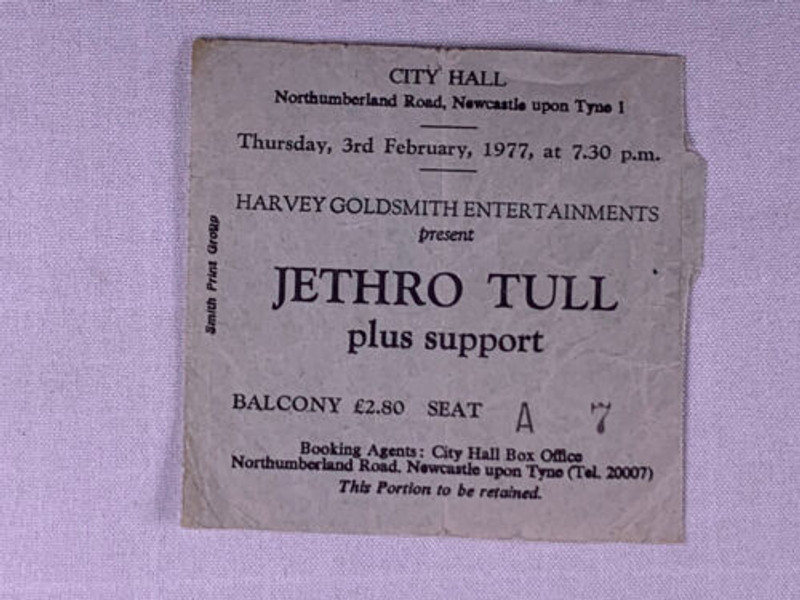 CITY HALL
Northumberland Road, Newcastle upon Tyne 1
Thursday, 3rd February, 1977, at 7.30 p.m.
HARVEY GOLDSMITH ENTERTAINMENTS
present
JETHRO TULL
plus support
BALCONY £2.80 SEAT A 7
Booking Agents: City Hall Box Office
Northumberland Road, Newcastle upon Tyne (Tel. 20007)
This Portion to be retained.
Smith Print Group